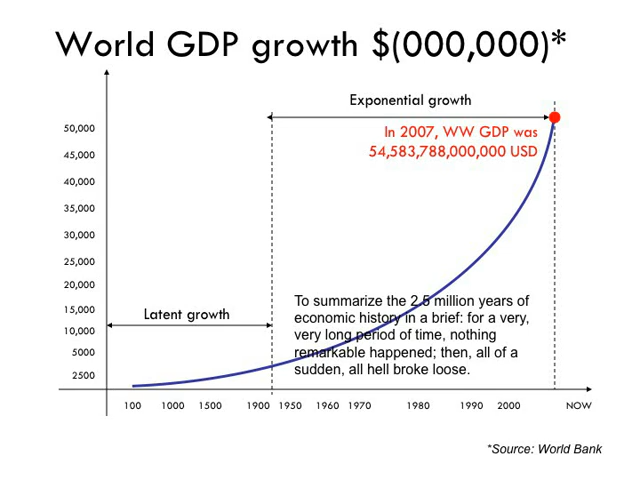 World GDP growth $(000,000)*
Exponential growth
In 2007, WW GDP was
54,583,788,000,000 USD
50,000
45,000
40,000
35,000
30,000
25,000
20,000
15,000
10,000
5000
2500
Latent growth
To summarize the 2.5 million years of
economic history in a brief: for a very,
very long period of time, nothing
remarkable happened; then, all of a
sudden, all hell broke loose.
100 1000 1500 1900 1950 1960 1970 1980 1990 2000 NOW
*Source: World Bank